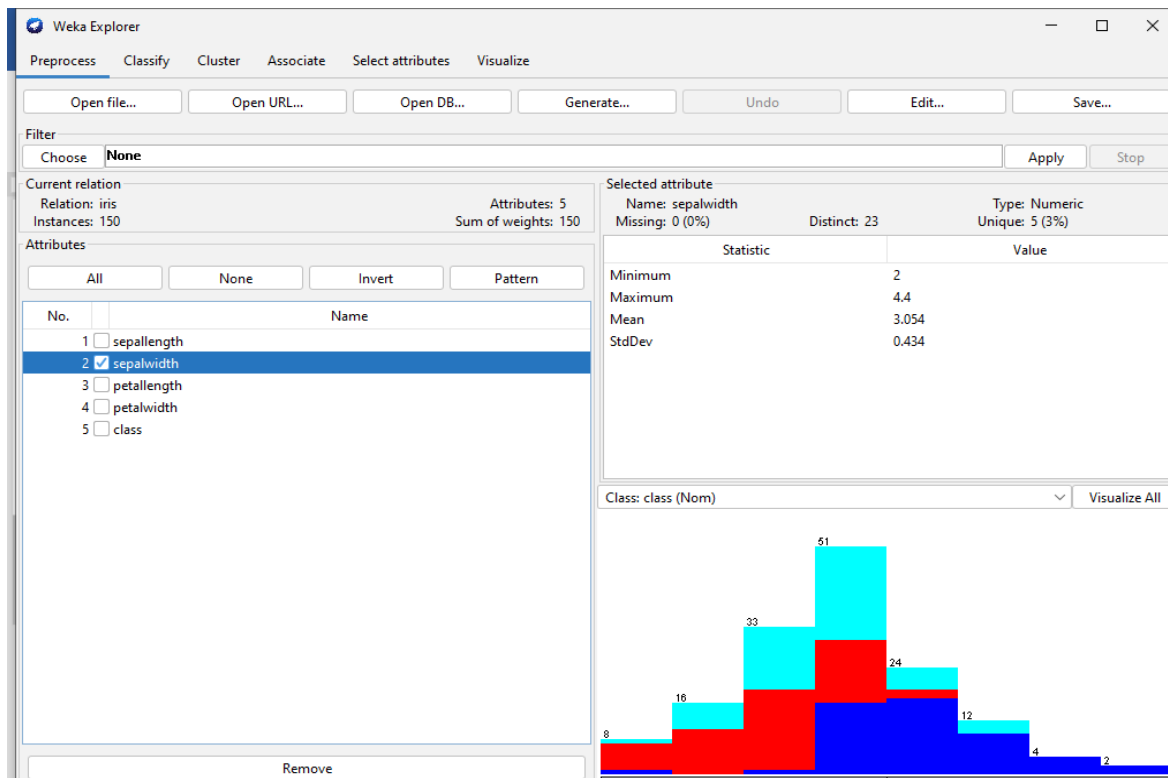 Weka Explorer
Preprocess Classify Cluster Associate Select attributes Visualize
Open file... Open URL... Open DB... Generate... Undo Edit... Save...
Filter
Choose None Apply Stop
Current relation
Relation: iris Attributes: 5
Instances: 150 Sum of weights: 150
Attributes
All None Invert Pattern
No. Name
1 sepallength
2 sepalwidth
3 petallength
4 petalwidth
5 class
Remove
Selected attribute
Name: sepalwidth Type: Numeric
Missing: 0 (0%) Distinct: 23 Unique: 5 (3%)
Statistic Value
Minimum 2
Maximum 4.4
Mean 3.054
StdDev 0.434
Class: class (Nom) Visualize All
51
33
24
16
12
8
4
2